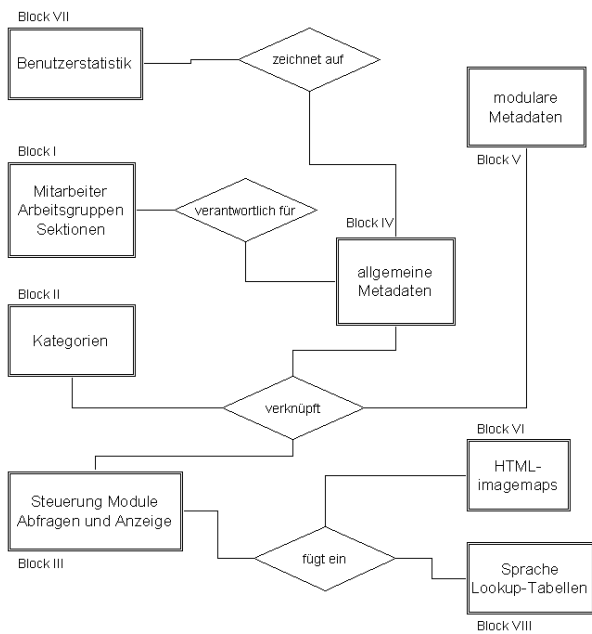 Block VII
Benutzerstatistik
zeichnet auf
modulare
Metadaten
Block V
Block I
Mitarbeiter
Arbeitsgruppen
Sektionen
verantwortlich für
Block IV
allgemeine
Metadaten
Block II
Kategorien
verknüpft
Block VI
HTML-
imagemaps
Steuerung Module
Abfragen und Anzeige
Block III
fügt ein
Sprache
Lookup-Tabellen
Block VIII